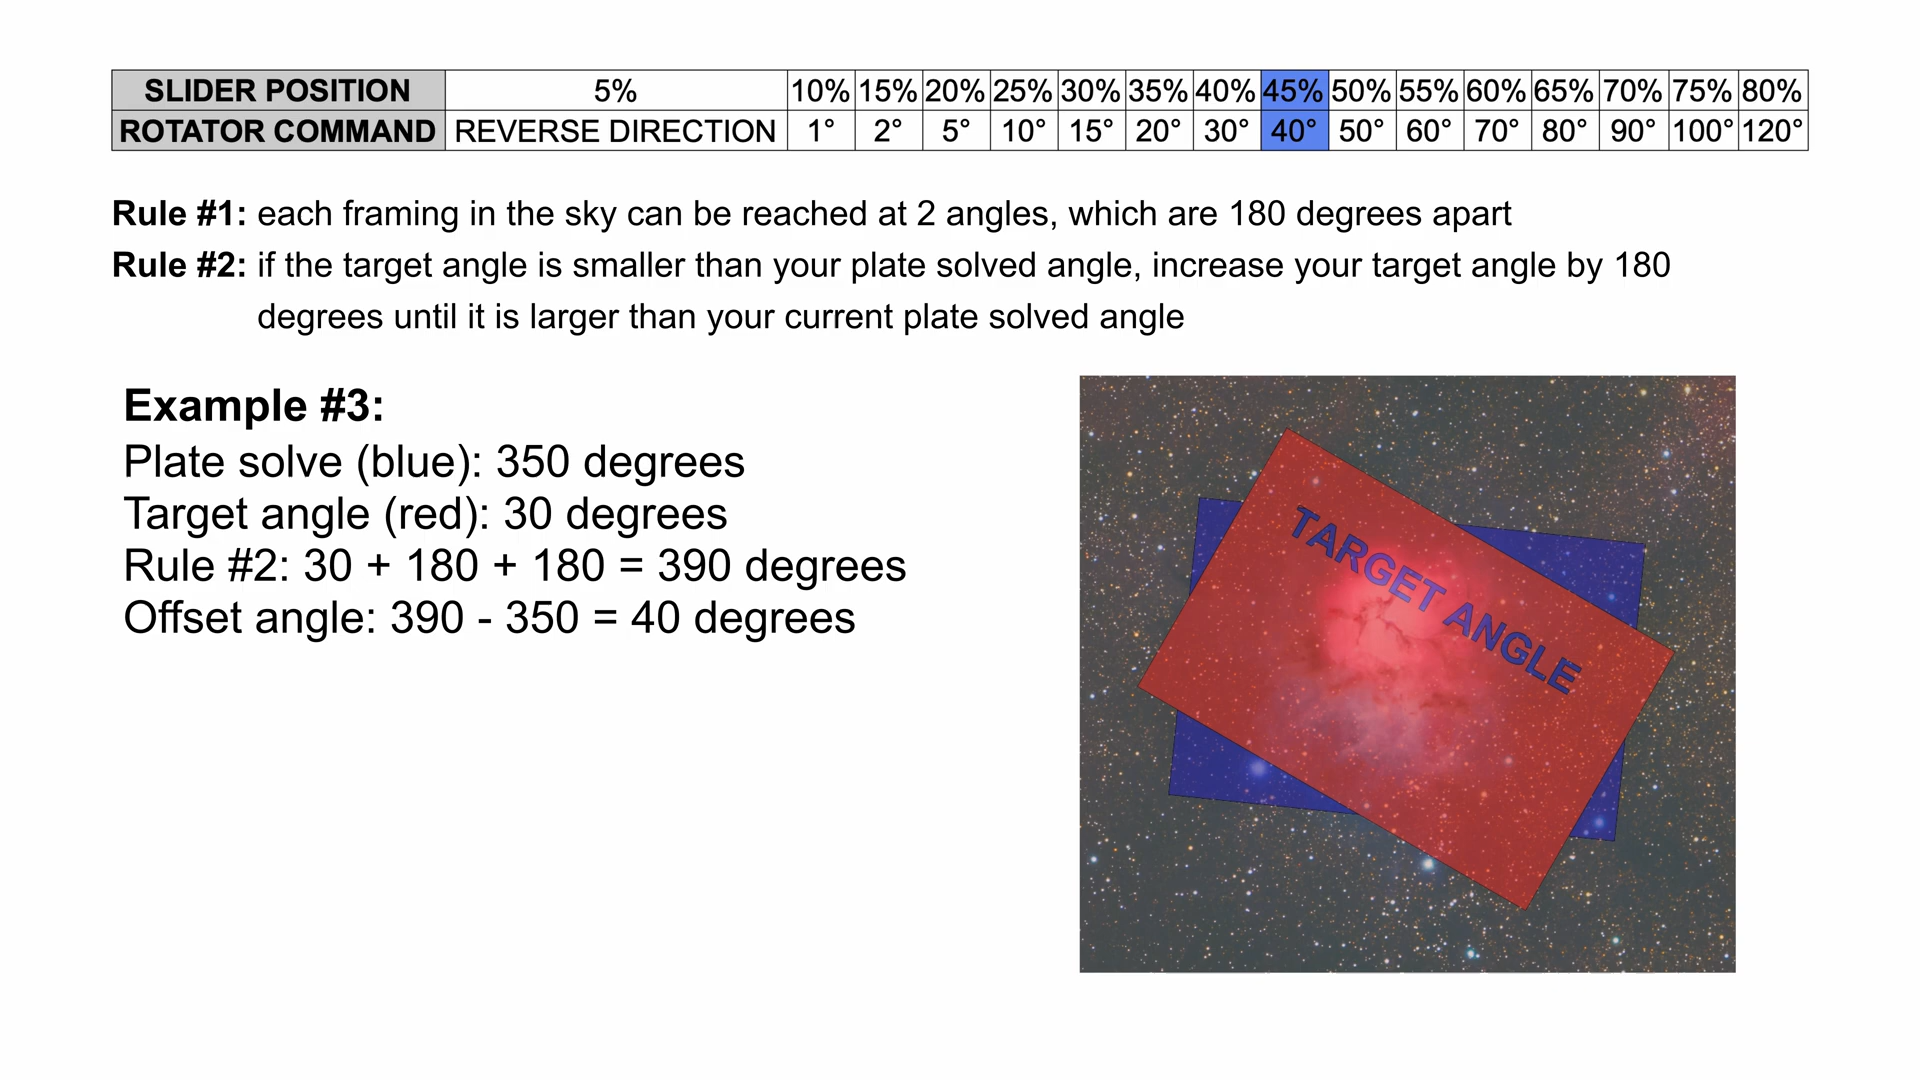 SLIDER POSITION 5% 10% 15% 20% 25% 30% 35% 40% 45% 50% 55% 60% 65% 70% 75% 80%
ROTATOR COMMAND REVERSE DIRECTION 1° 2° 5° 10° 15° 20° 30° 40° 50° 60° 70° 80° 90° 100° 120°
Rule #1: each framing in the sky can be reached at 2 angles, which are 180 degrees apart
Rule #2: if the target angle is smaller than your plate solved angle, increase your target angle by 180
degrees until it is larger than your current plate solved angle
Example #3:
Plate solve (blue): 350 degrees
Target angle (red): 30 degrees
Rule #2: 30 + 180 + 180 = 390 degrees
Offset angle: 390 - 350 = 40 degrees
TARGET ANGLE